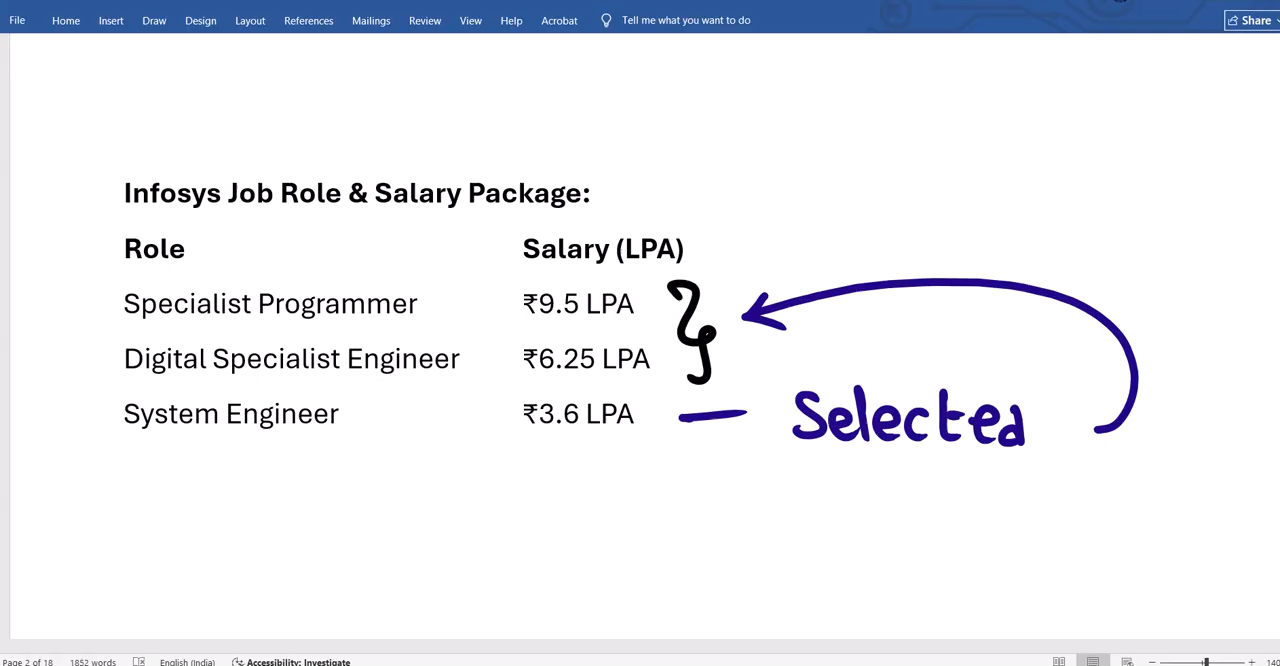 File Home Insert Draw Design Layout References Mailings Review View Help Acrobat Tell me what you want to do Share
Infosys Job Role & Salary Package:
Role Salary (LPA)
Specialist Programmer ₹9.5 LPA
Digital Specialist Engineer ₹6.25 LPA
System Engineer ₹3.6 LPA — Selected
Page 2 of 18 1852 words English (India) Accessibility: Investigate 140